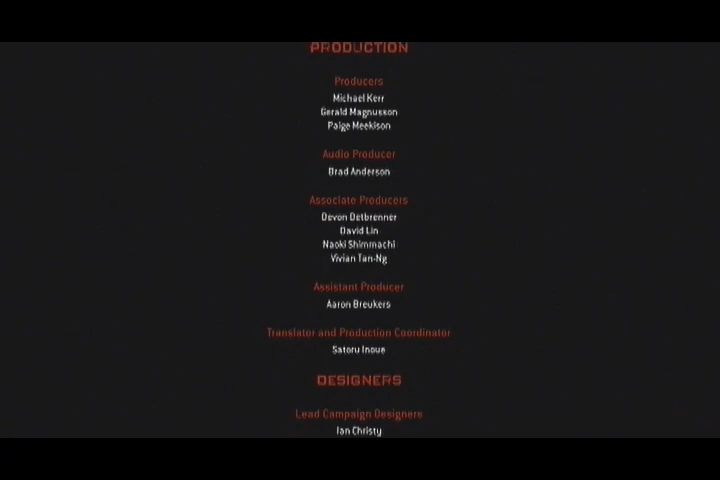 PRODUCTION
Producers
Michael Kerr
Gerald Magnusson
Paige Meekison
Audio Producer
Brad Anderson
Associate Producers
Devon Detbrenner
David Lin
Naoki Shimmachi
Vivian Tan-Ng
Assistant Producer
Aaron Breukers
Translator and Production Coordinator
Satoru Inoue
DESIGNERS
Lead Campaign Designers
Ian Christy